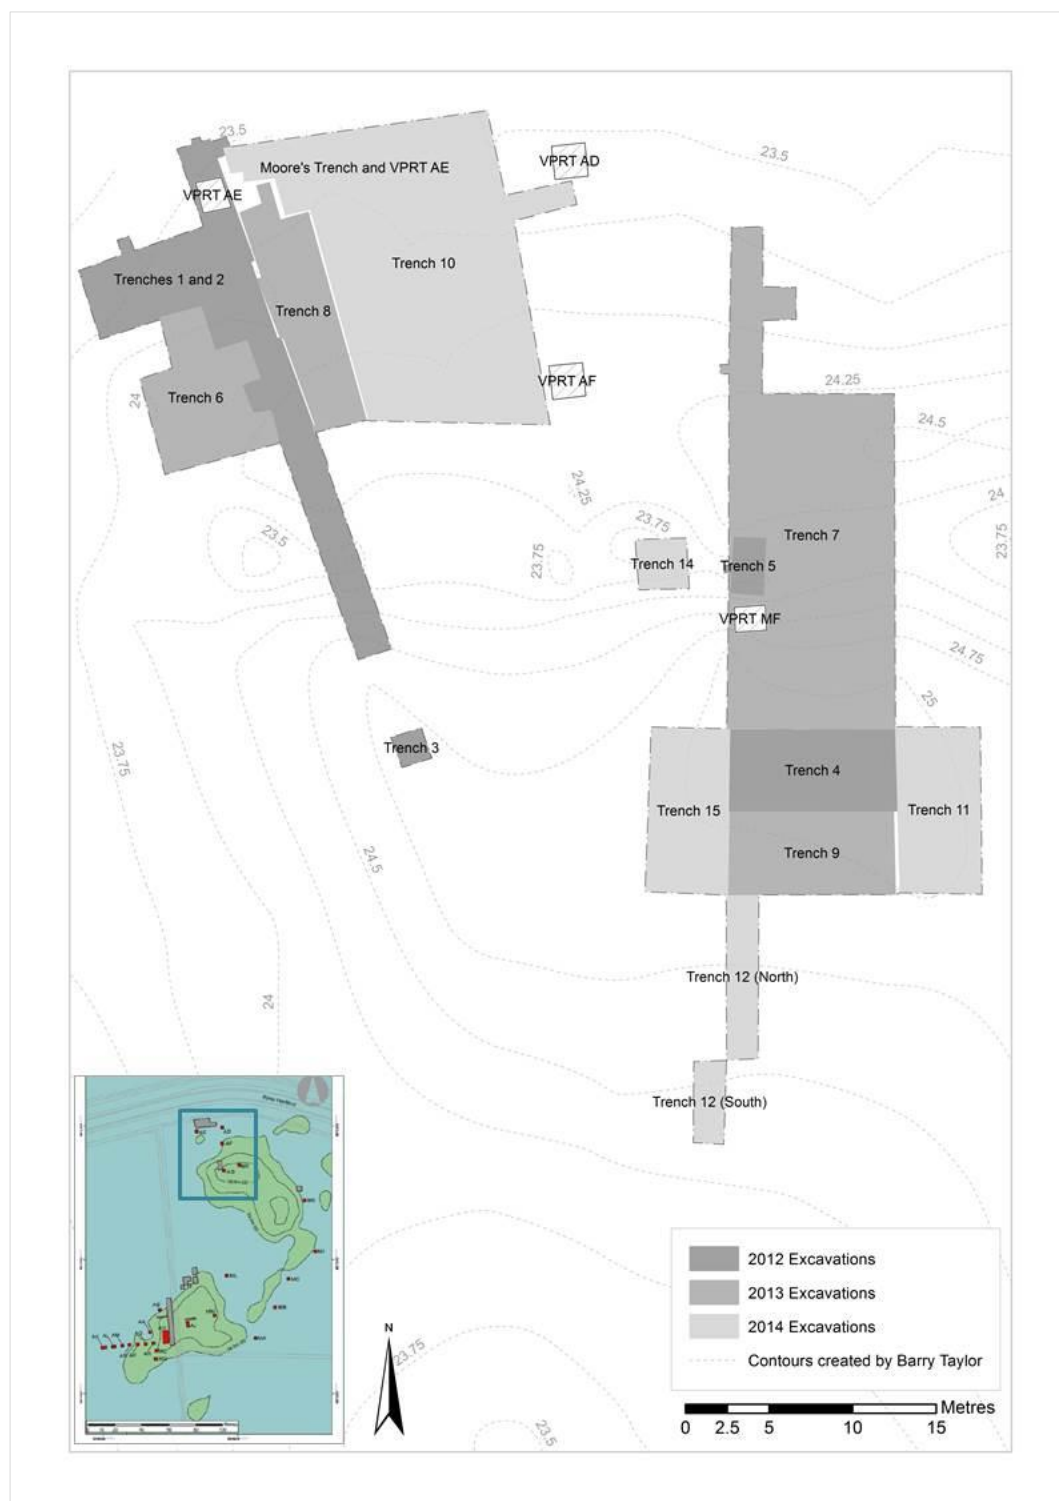 23.5
Moore's Trench and VPRT AE
VPRT AD
23.5
VPRT AE
Trenches 1 and 2
Trench 10
Trench 8
VPRT AF
24.25
Trench 6
24
24.5
24.25
24
23.75
23.5
23.75
Trench 7
23.75
Trench 14
Trench 5
VPRT MF
24.75
25
Trench 3
23.75
Trench 4
Trench 15
Trench 11
24.5
Trench 9
Trench 12 (North)
24
Trench 12 (South)
2012 Excavations
2013 Excavations
2014 Excavations
Contours created by Barry Taylor
N
23.75
Metres
0 2.5 5 10 15
23.5